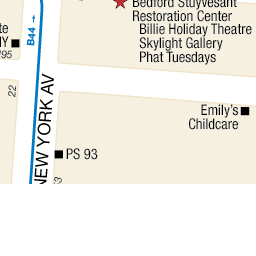 Bedford Stuyvesant
Restoration Center
Billie Holiday Theatre
Skylight Gallery
Phat Tuesdays
B44 →
22
NEW YORK AV
Emily's
Childcare
PS 93